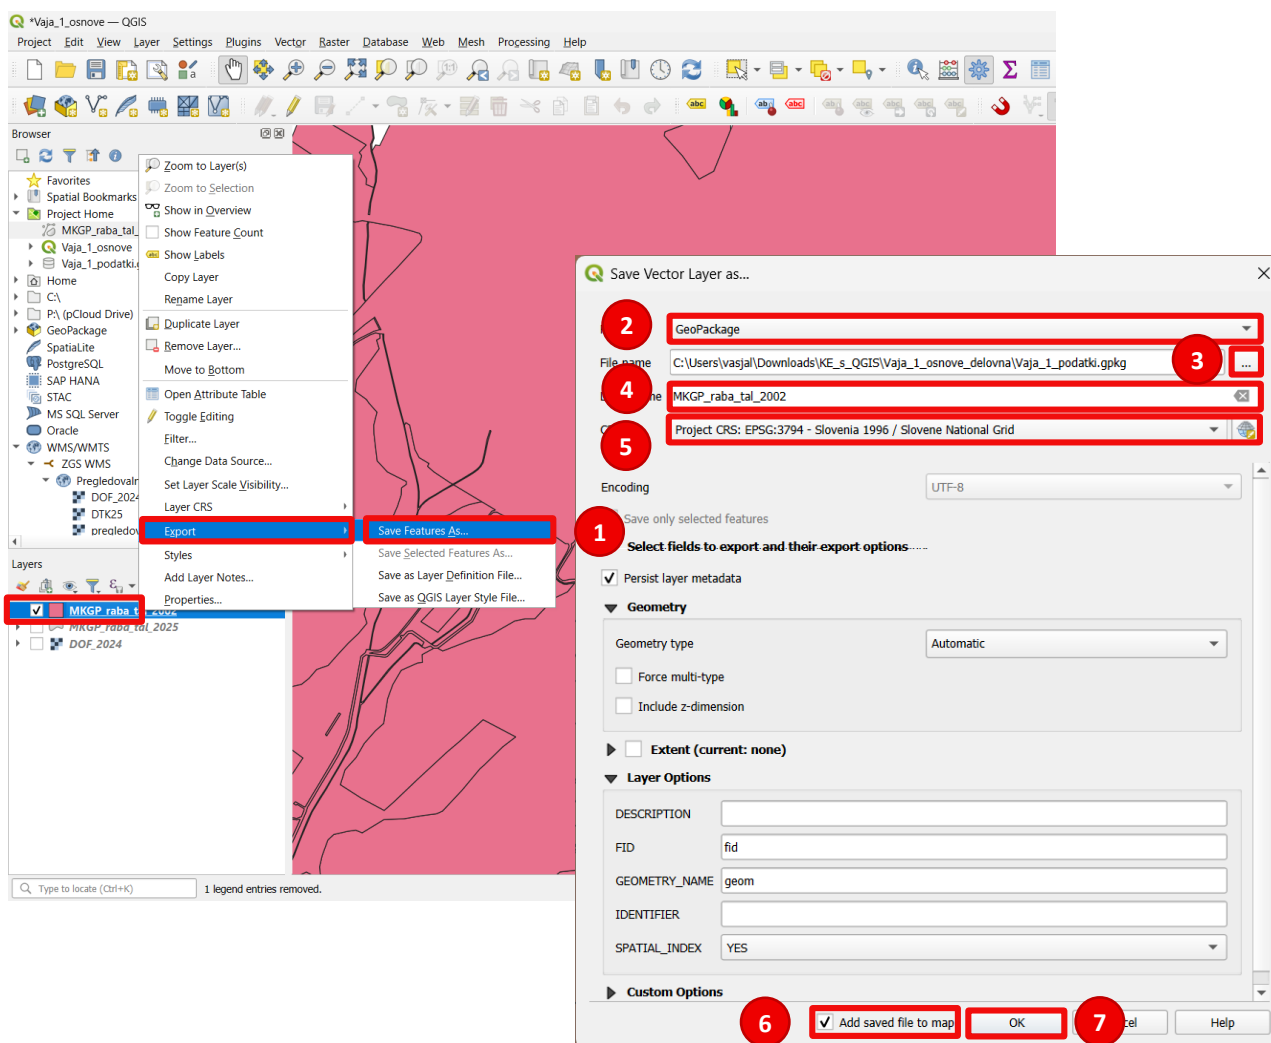 *Vaja_1_osnove — QGIS
Project Edit View Layer Settings Plugins Vector Raster Database Web Mesh Processing Help
Browser
Favorites
Spatial Bookmarks
Project Home
MKGP_raba_tal_
Vaja_1_osnove
Vaja_1_podatki.
Home
C:\
P:\ (pCloud Drive)
GeoPackage
SpatiaLite
PostgreSQL
SAP HANA
STAC
MS SQL Server
Oracle
WMS/WMTS
ZGS WMS
Pregledovaln
DOF_2024
DTK25
pregledov
Layers
MKGP_raba_tal_2002
MKGP_raba_tal_2025
DOF_2024
Type to locate (Ctrl+K)
1 legend entries removed.
Zoom to Layer(s)
Zoom to Selection
Show in Overview
Show Feature Count
Show Labels
Copy Layer
Rename Layer
Duplicate Layer
Remove Layer...
Move to Bottom
Open Attribute Table
Toggle Editing
Filter...
Change Data Source...
Set Layer Scale Visibility...
Layer CRS
Export
Styles
Add Layer Notes...
Properties...
Save Features As...
Save Selected Features As...
Save as Layer Definition File...
Save as QGIS Layer Style File...
1
Save Vector Layer as...
2
GeoPackage
File name C:\Users\vasjal\Downloads\KE_s_QGIS\Vaja_1_osnove_delovna\Vaja_1_podatki.gpkg
3
...
4
MKGP_raba_tal_2002
5
Project CRS: EPSG:3794 - Slovenia 1996 / Slovene National Grid
Encoding UTF-8
Save only selected features
Select fields to export and their export options
Persist layer metadata
Geometry
Geometry type Automatic
Force multi-type
Include z-dimension
Extent (current: none)
Layer Options
DESCRIPTION
FID fid
GEOMETRY_NAME geom
IDENTIFIER
SPATIAL_INDEX YES
Custom Options
6
Add saved file to map
OK
7
cel
Help